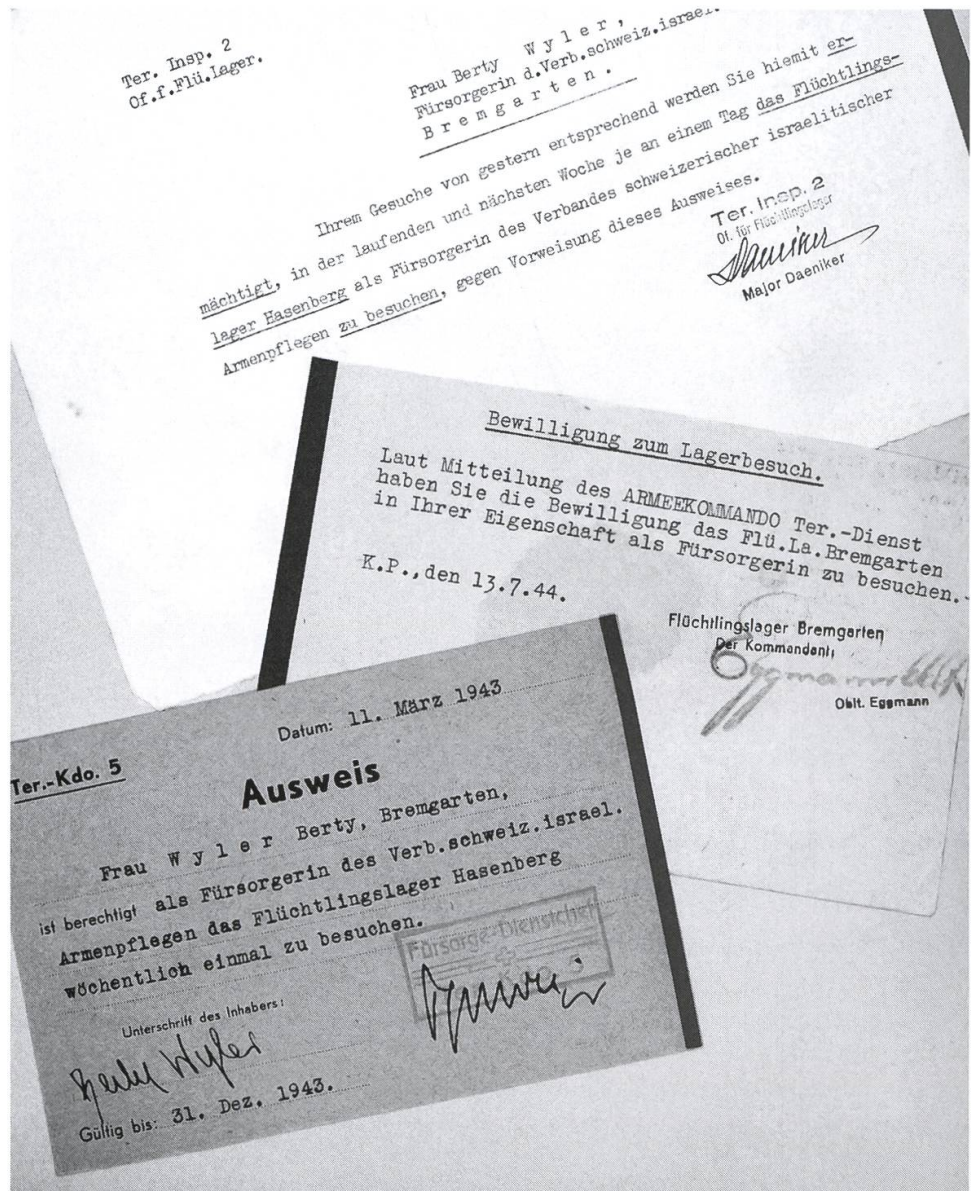 Ter. Insp. 2
Of.f.Flü.Lager.
Frau Berty W y l e r ,
Fürsorgerin d.Verb.schweiz.israel.
B r e m g a r t e n .
Ihrem Gesuche von gestern entsprechend werden Sie hiemit er-
mächtigt, in der laufenden und nächsten Woche je an einem Tag das Flüchtlings-
lager Hasenberg als Fürsorgerin des Verbandes schweizerischer israelitischer
Armenpflegen zu besuchen, gegen Vorweisung dieses Ausweises.
Ter. Insp. 2
Of. für Flüchtlingslager
Daeniker
Major Daeniker
Bewilligung zum Lagerbesuch.
Laut Mitteilung des ARMEEKOMMANDO Ter.-Dienst
haben Sie die Bewilligung das Flü.La.Bremgarten
in Ihrer Eigenschaft als Fürsorgerin zu besuchen.-
K.P.,den 13.7.44.
Flüchtlingslager Bremgarten
Der Kommandant:
Eggmann
Oblt. Eggmann
Ter.-Kdo. 5
Datum: 11. März 1943
Ausweis
Frau W y l e r Berty, Bremgarten,
ist berechtigt als Fürsorgerin des Verb.schweiz.israel.
Armenpflegen das Flüchtlingslager Hasenberg
wöchentlich einmal zu besuchen.
Fürsorge-Dienstchef
5
Unterschrift des Inhabers:
Berty Wyler
Gültig bis: 31. Dez. 1943.